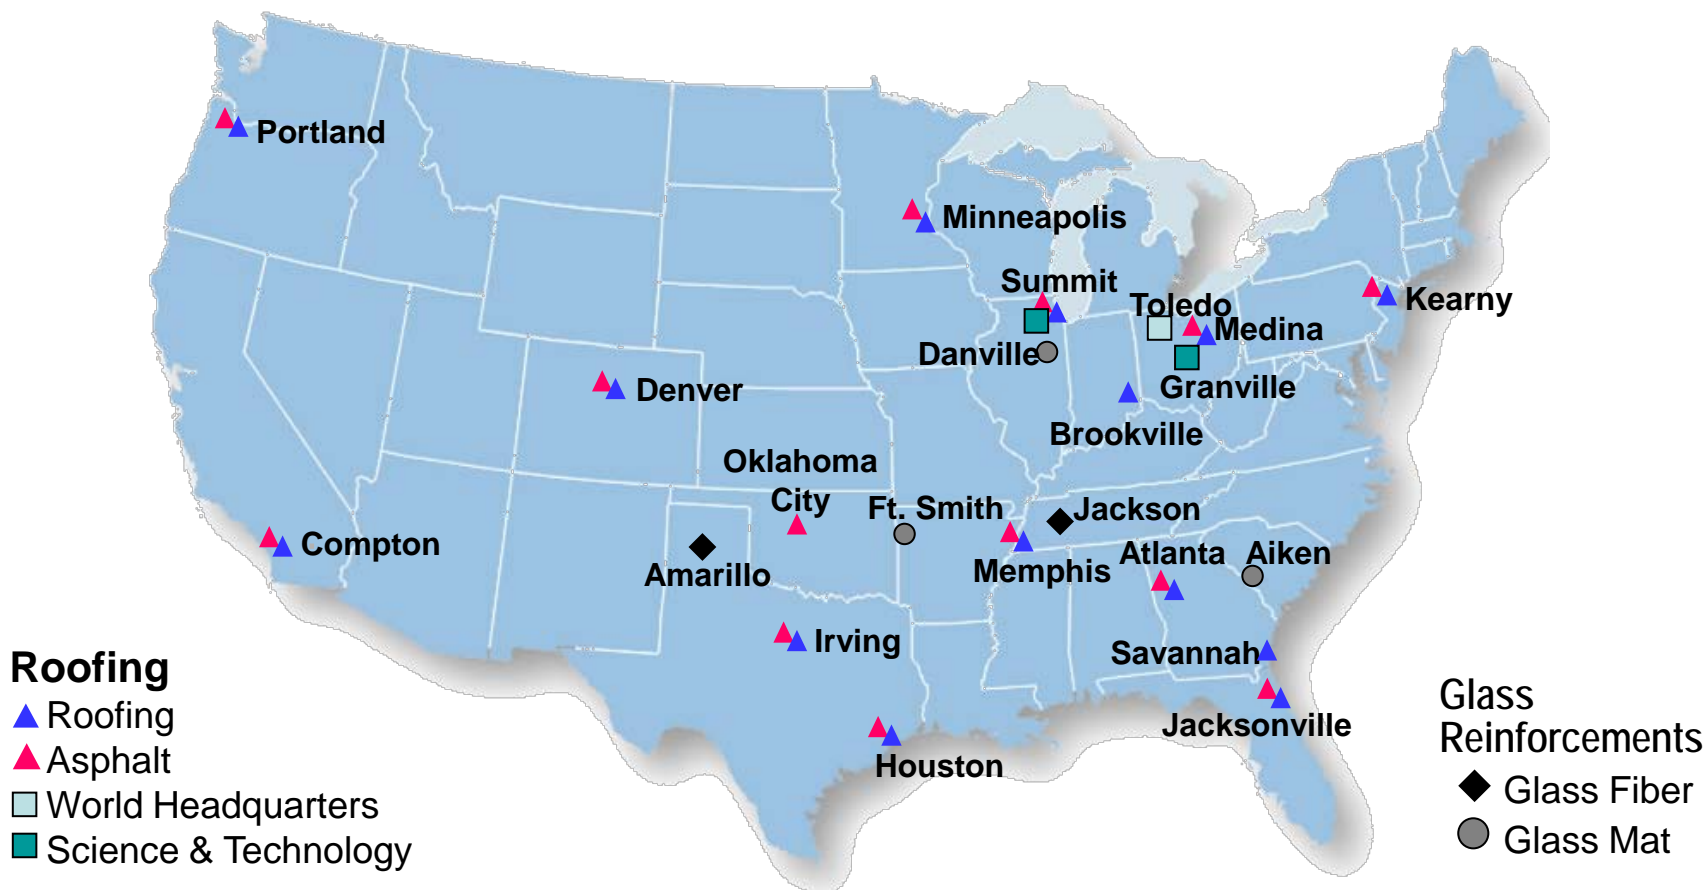 Portland
Minneapolis
Summit
Toledo
Kearny
Medina
Danville
Denver
Granville
Brookville
Oklahoma
City
Ft. Smith
Jackson
Compton
Atlanta
Aiken
Memphis
Amarillo
Irving
Savannah
Jacksonville
Houston
Roofing
Roofing
Asphalt
World Headquarters
Science & Technology
Glass
Reinforcements
Glass Fiber
Glass Mat